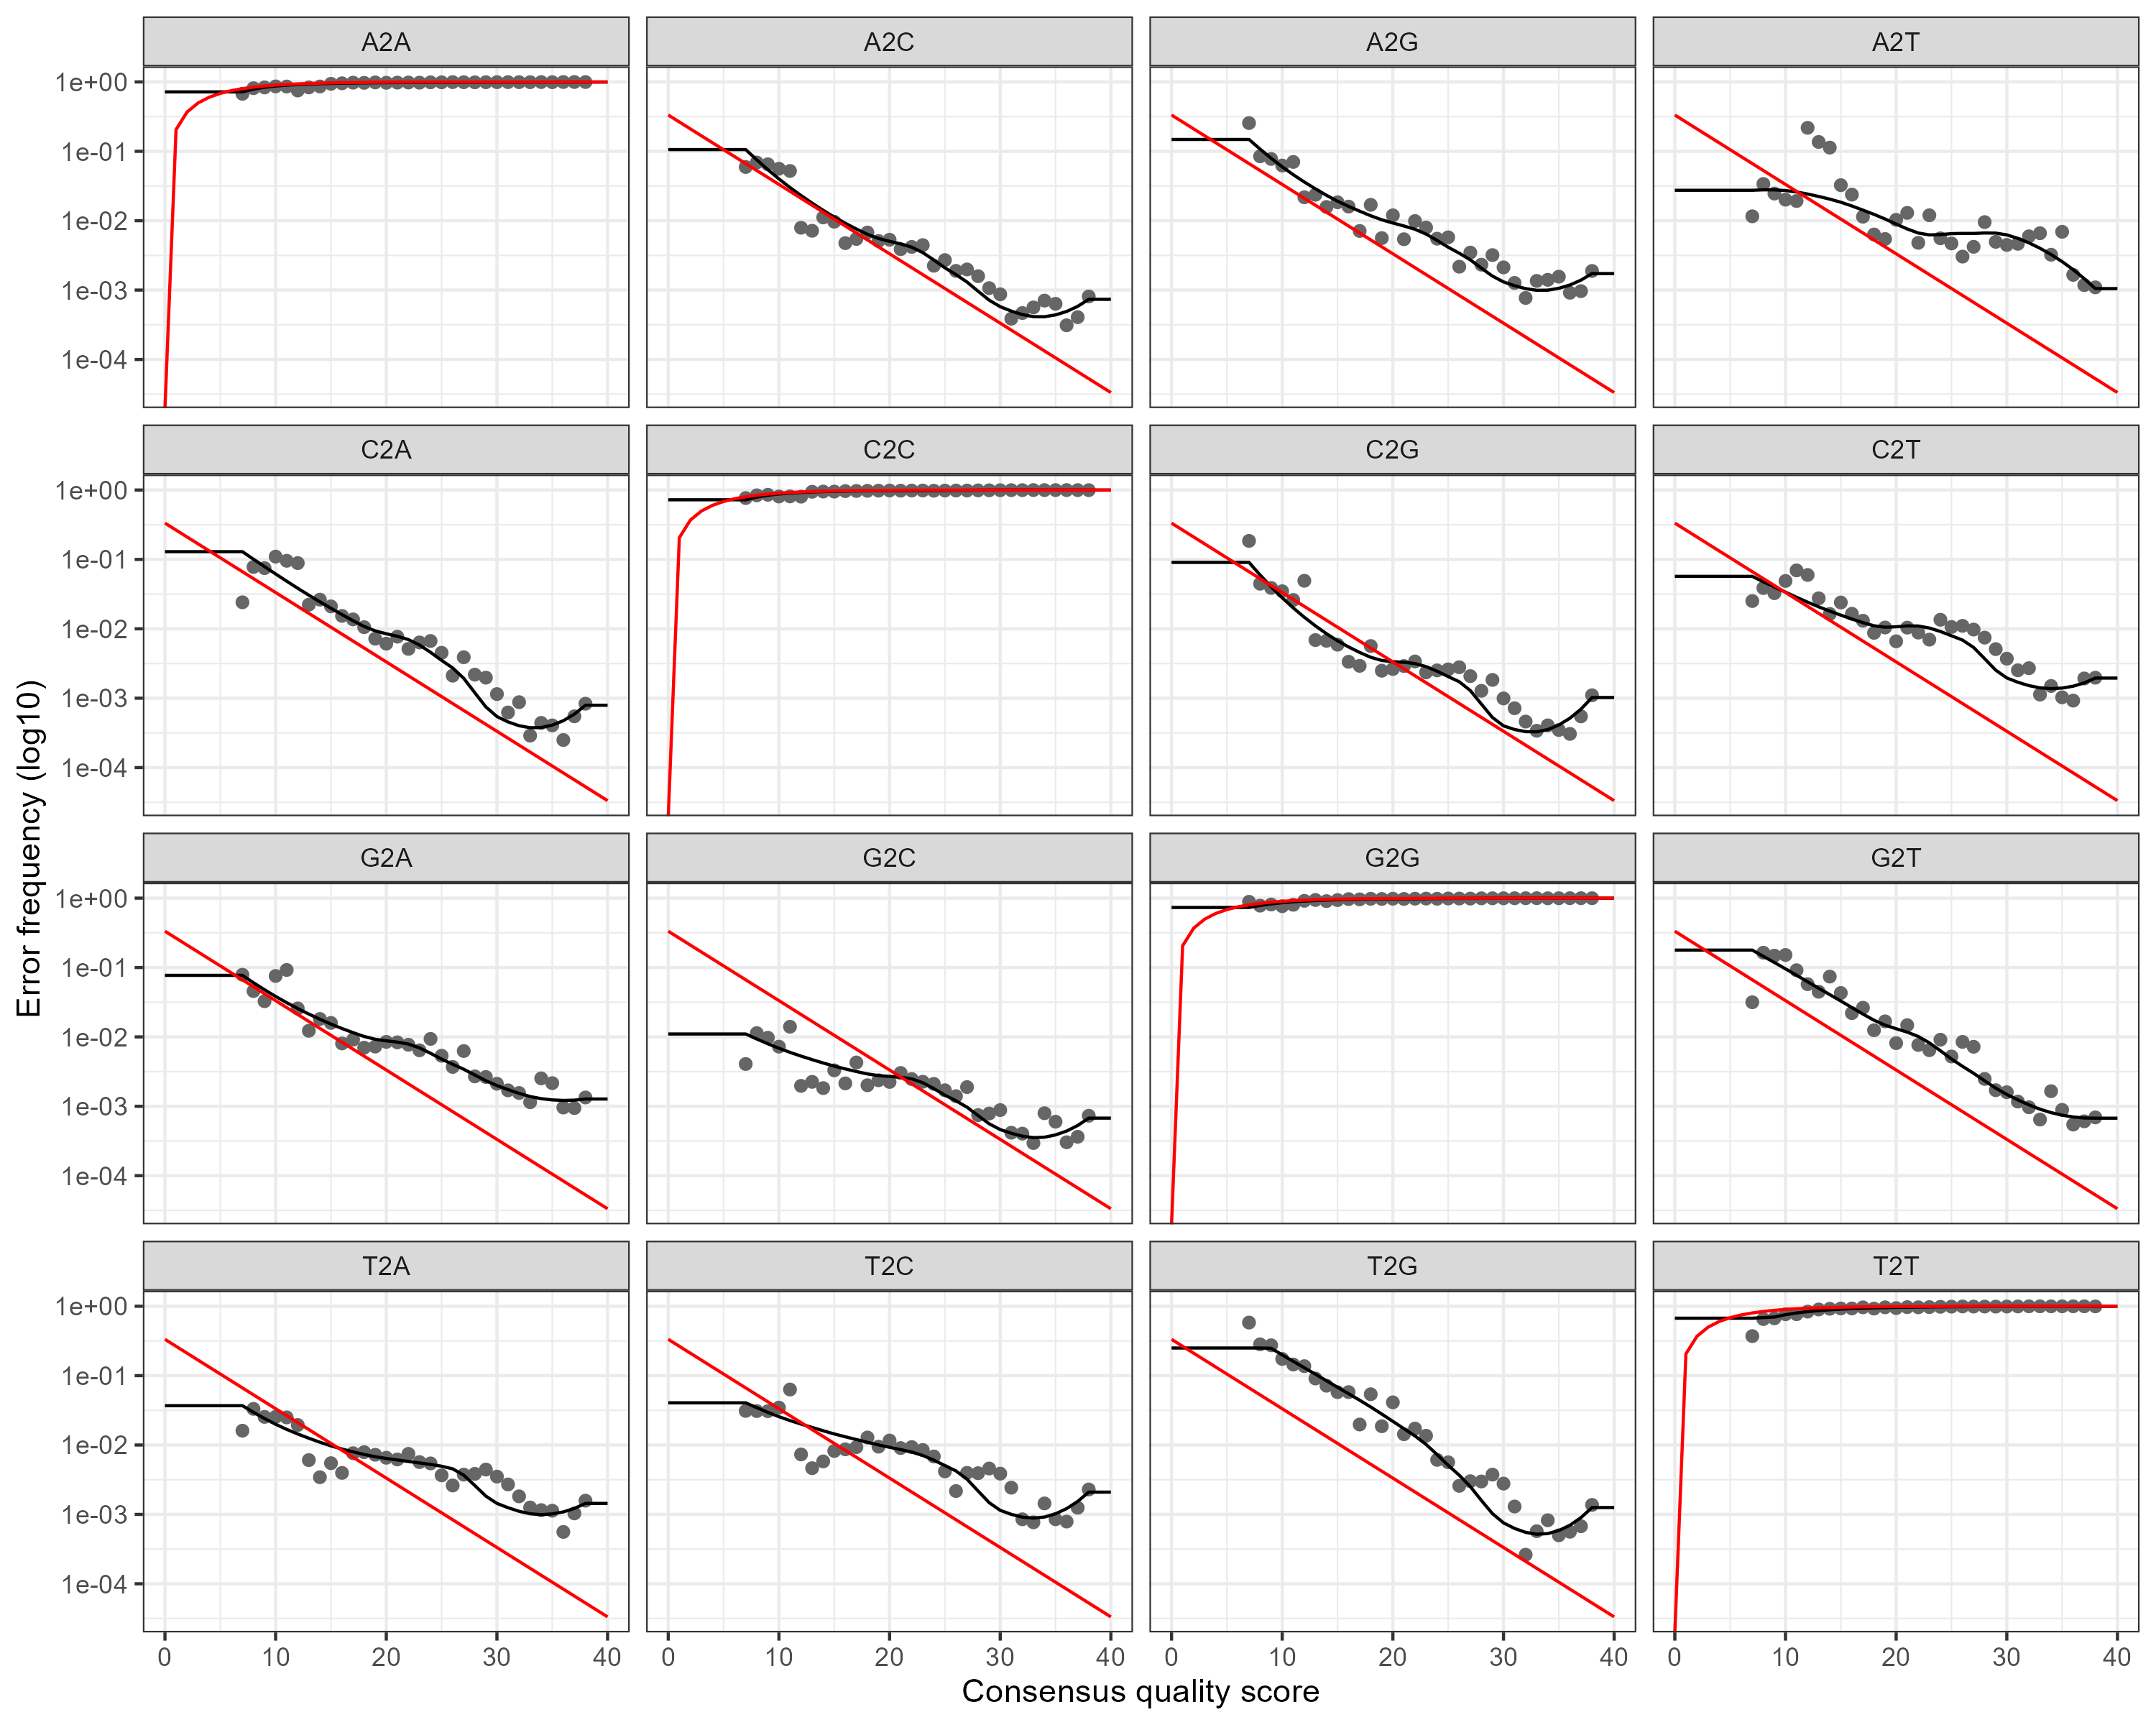 A2A A2C A2G A2T
1e+00
1e-01
1e-02
1e-03
1e-04
C2A C2C C2G C2T
1e+00
1e-01
1e-02
1e-03
1e-04
G2A G2C G2G G2T
1e+00
1e-01
1e-02
1e-03
1e-04
T2A T2C T2G T2T
1e+00
1e-01
1e-02
1e-03
1e-04
0 10 20 30 40 0 10 20 30 40 0 10 20 30 40 0 10 20 30 40
Consensus quality score
Error frequency (log10)